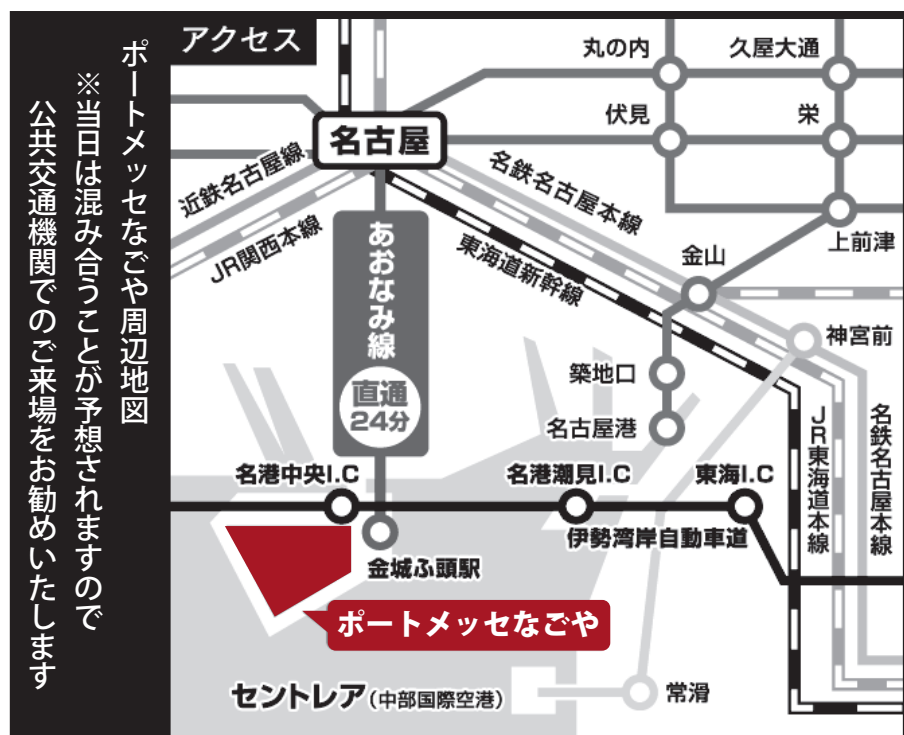 ポートメッセなごや周辺地図
※当日は混み合うことが予想されますので
公共交通機関でのご来場をお勧めいたします
アクセス
丸の内
久屋大通
伏見
栄
名古屋
近鉄名古屋線
JR関西本線
名鉄名古屋本線
東海道新幹線
上前津
金山
神宮前
あおなみ線
直通
24分
築地口
名古屋港
JR東海道本線
名鉄名古屋本線
名港中央I.C
名港潮見I.C
東海I.C
伊勢湾岸自動車道
金城ふ頭駅
ポートメッセなごや
セントレア(中部国際空港)
常滑